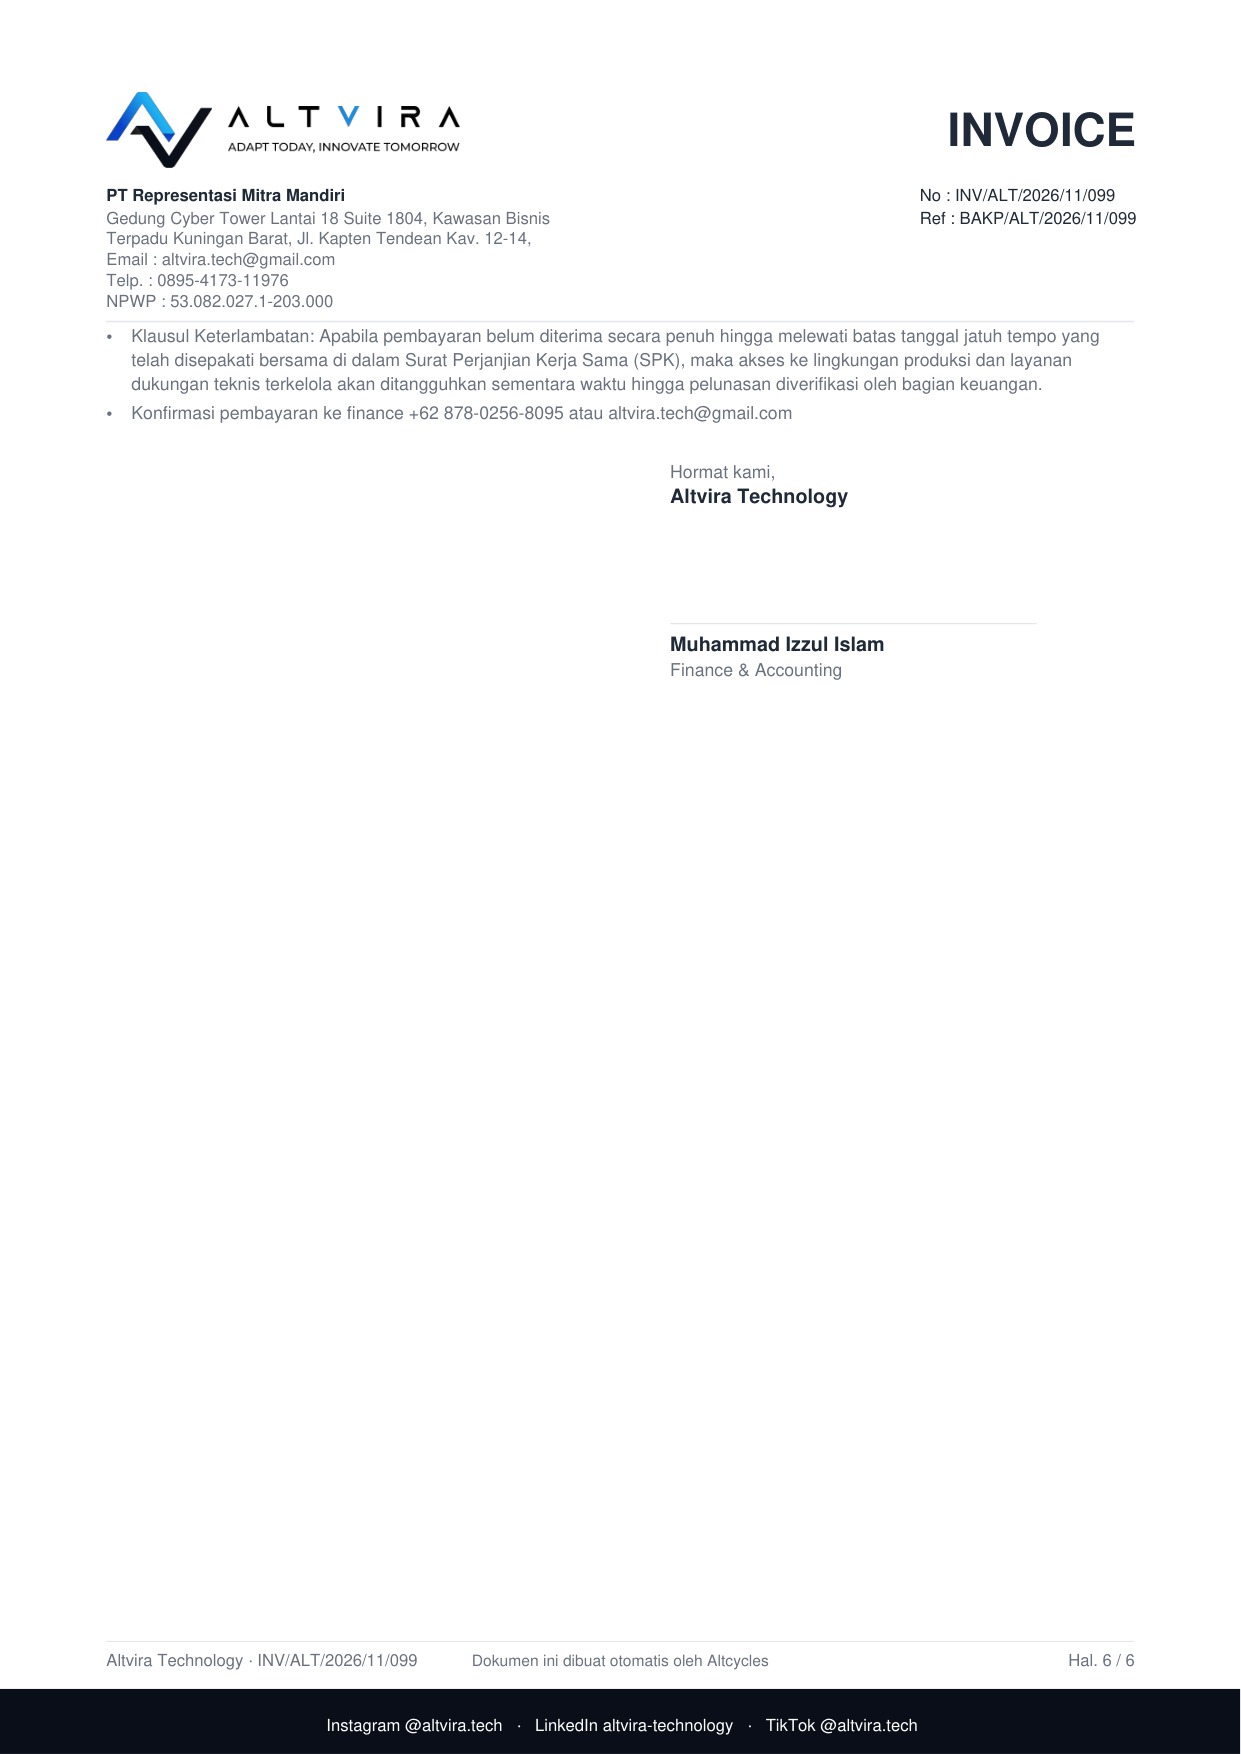 ALTVIRA
ADAPT TODAY, INNOVATE TOMORROW
INVOICE
PT Representasi Mitra Mandiri
Gedung Cyber Tower Lantai 18 Suite 1804, Kawasan Bisnis
Terpadu Kuningan Barat, Jl. Kapten Tendean Kav. 12-14,
Email : altvira.tech@gmail.com
Telp. : 0895-4173-11976
NPWP : 53.082.027.1-203.000
No : INV/ALT/2026/11/099
Ref : BAKP/ALT/2026/11/099
• Klausul Keterlambatan: Apabila pembayaran belum diterima secara penuh hingga melewati batas tanggal jatuh tempo yang
telah disepakati bersama di dalam Surat Perjanjian Kerja Sama (SPK), maka akses ke lingkungan produksi dan layanan
dukungan teknis terkelola akan ditangguhkan sementara waktu hingga pelunasan diverifikasi oleh bagian keuangan.
• Konfirmasi pembayaran ke finance +62 878-0256-8095 atau altvira.tech@gmail.com
Hormat kami,
Altvira Technology
Muhammad Izzul Islam
Finance & Accounting
Altvira Technology · INV/ALT/2026/11/099
Dokumen ini dibuat otomatis oleh Altcycles
Hal. 6 / 6
Instagram @altvira.tech · LinkedIn altvira-technology · TikTok @altvira.tech